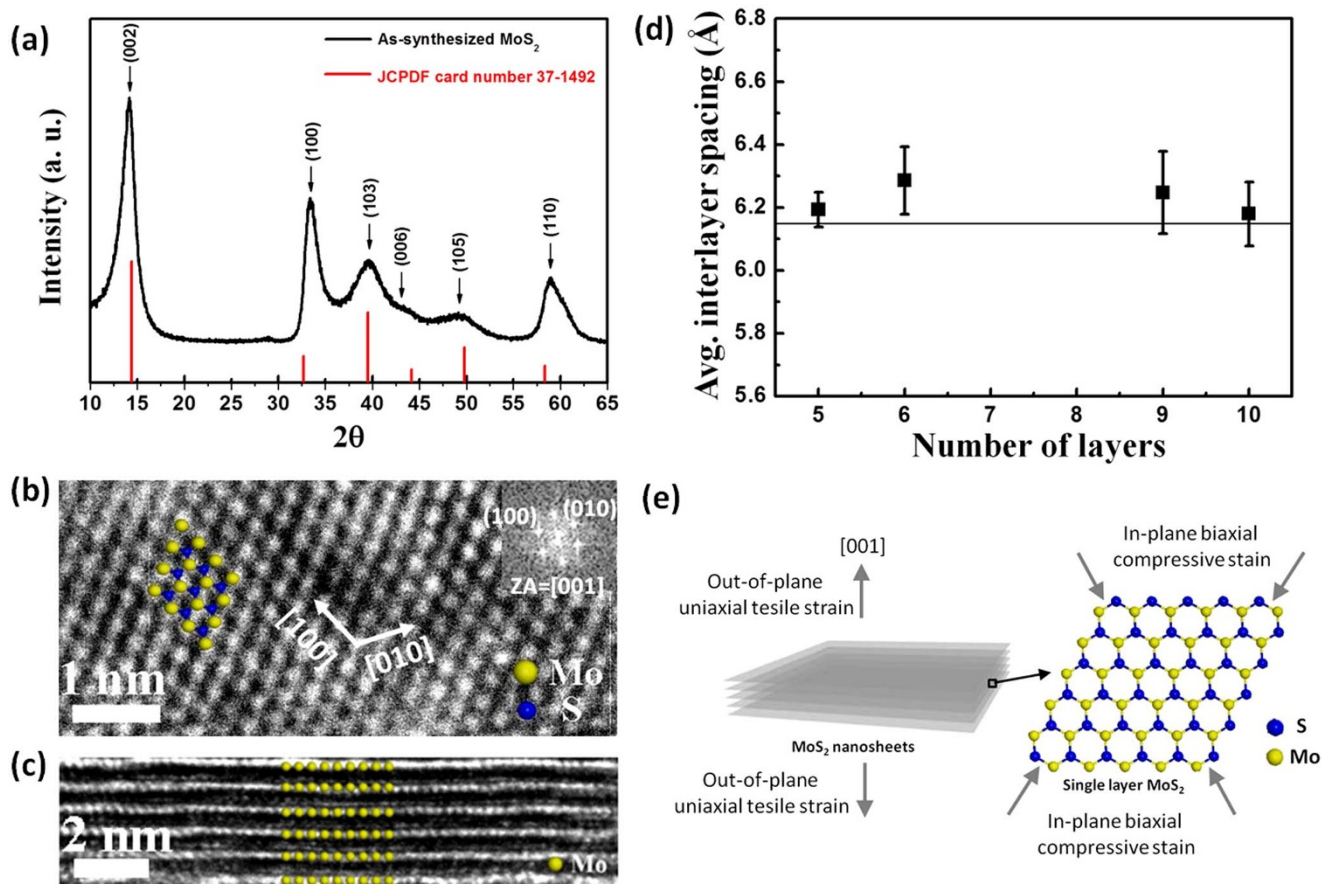 (a)
As-synthesized MoS₂
JCPDF card number 37-1492
(002)
(100)
(103)
(006)
(105)
(110)
Intensity (a. u.)
10 15 20 25 30 35 40 45 50 55 60 65
2θ
(d)
Avg. interlayer spacing (Å)
6.8
6.6
6.4
6.2
6.0
5.8
5.6
5 6 7 8 9 10
Number of layers
(b)
(100)
(010)
ZA=[001]
[100]
[010]
Mo
S
1 nm
(c)
2 nm
Mo
(e)
[001]
Out-of-plane
uniaxial tesile strain
MoS₂ nanosheets
Out-of-plane
uniaxial tesile strain
In-plane biaxial
compressive stain
S
Mo
Single layer MoS₂
In-plane biaxial
compressive stain